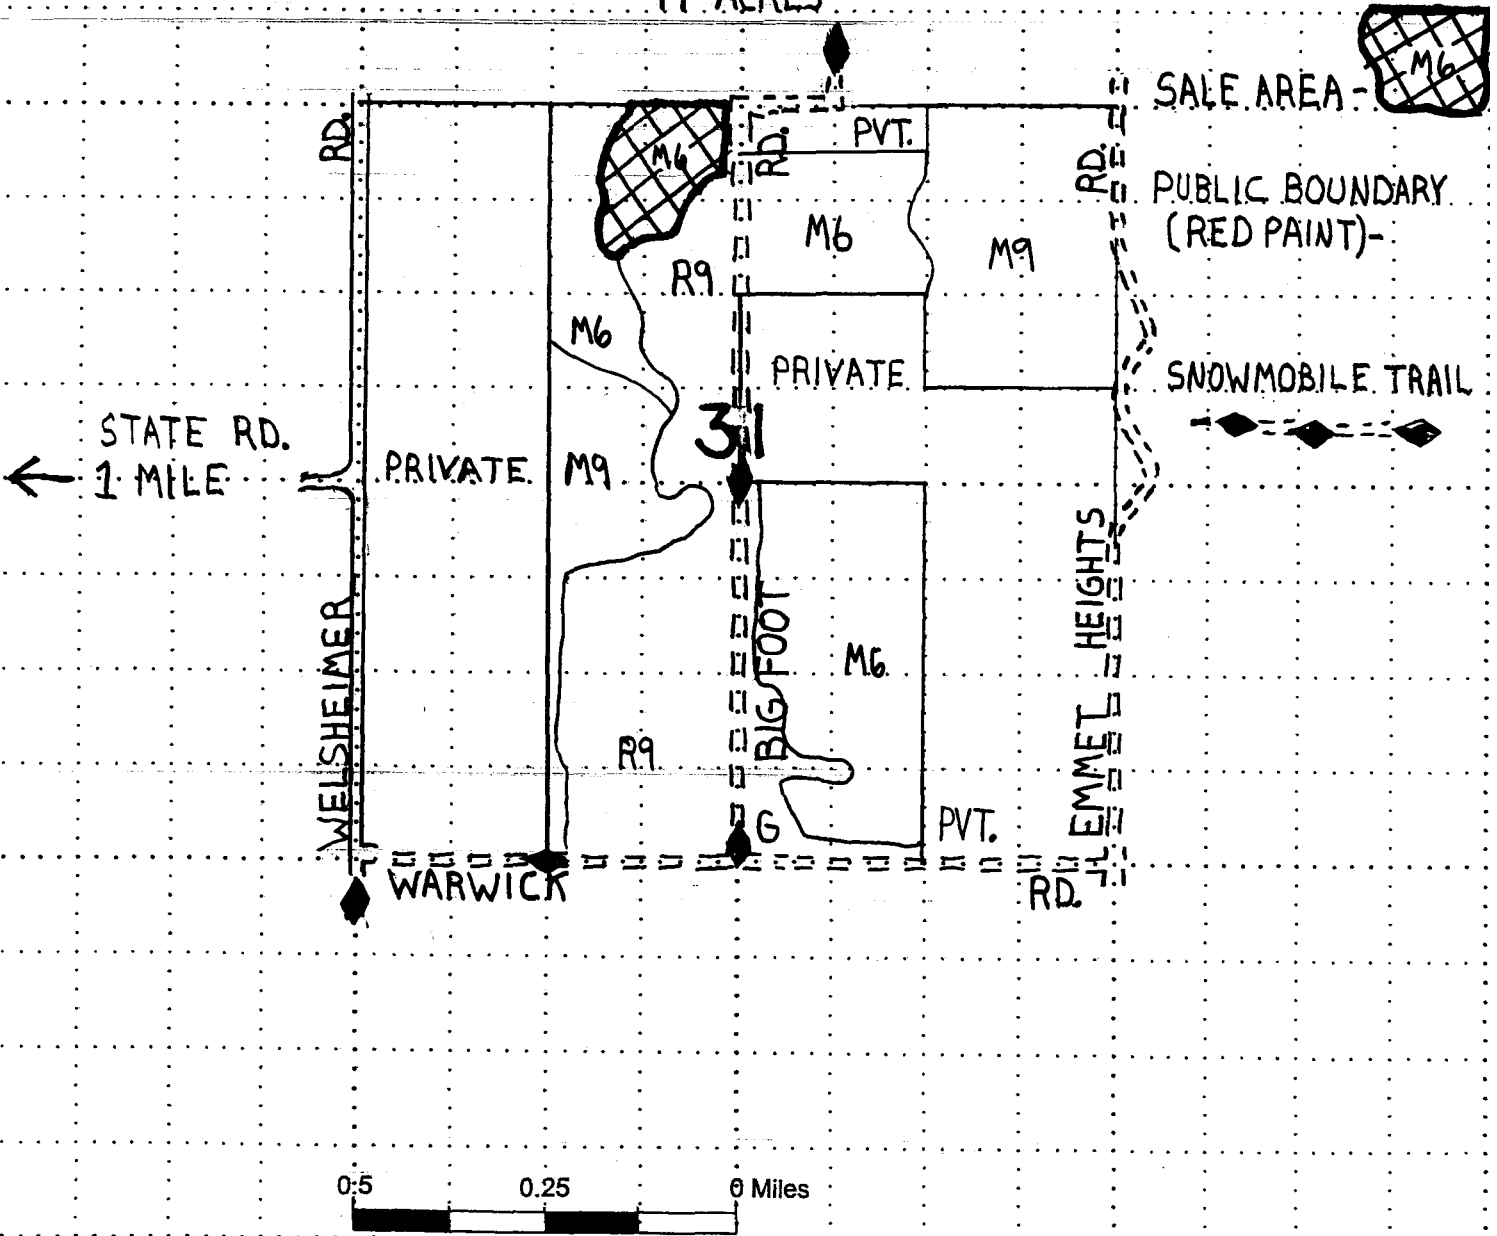 ACRES
SALE AREA-
M6
RD.
M6
RD.
PVT.
RD.
PUBLIC BOUNDARY
(RED PAINT)-
M6
M9
R9
M6
PRIVATE
SNOWMOBILE TRAIL
STATE RD.
1 MILE
PRIVATE
M9
31
WELSHEIMER
BIG FOOT
M6
EMMET HEIGHTS
R9
G
PVT.
WARWICK
RD.
0.5 0.25 0 Miles